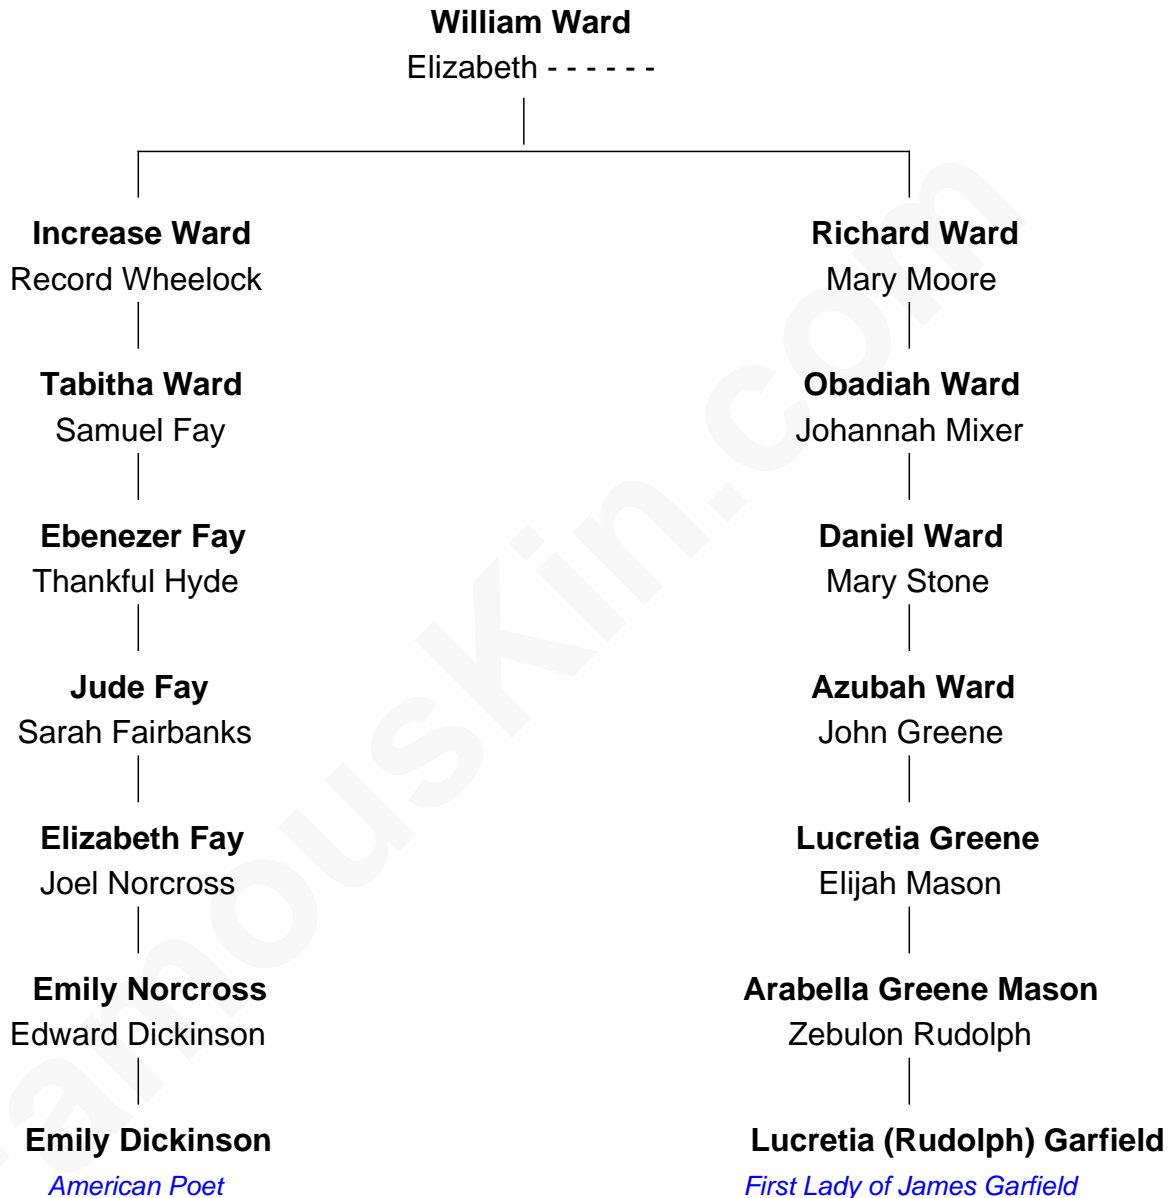 William Ward
Elizabeth - - - - - -
Increase Ward
Record Wheelock
Richard Ward
Mary Moore
Tabitha Ward
Samuel Fay
Obadiah Ward
Johannah Mixer
Ebenezer Fay
Thankful Hyde
Daniel Ward
Mary Stone
Jude Fay
Sarah Fairbanks
Azubah Ward
John Greene
Elizabeth Fay
Joel Norcross
Lucretia Greene
Elijah Mason
Emily Norcross
Edward Dickinson
Arabella Greene Mason
Zebulon Rudolph
Emily Dickinson
American Poet
Lucretia (Rudolph) Garfield
First Lady of James Garfield
amousKin.com